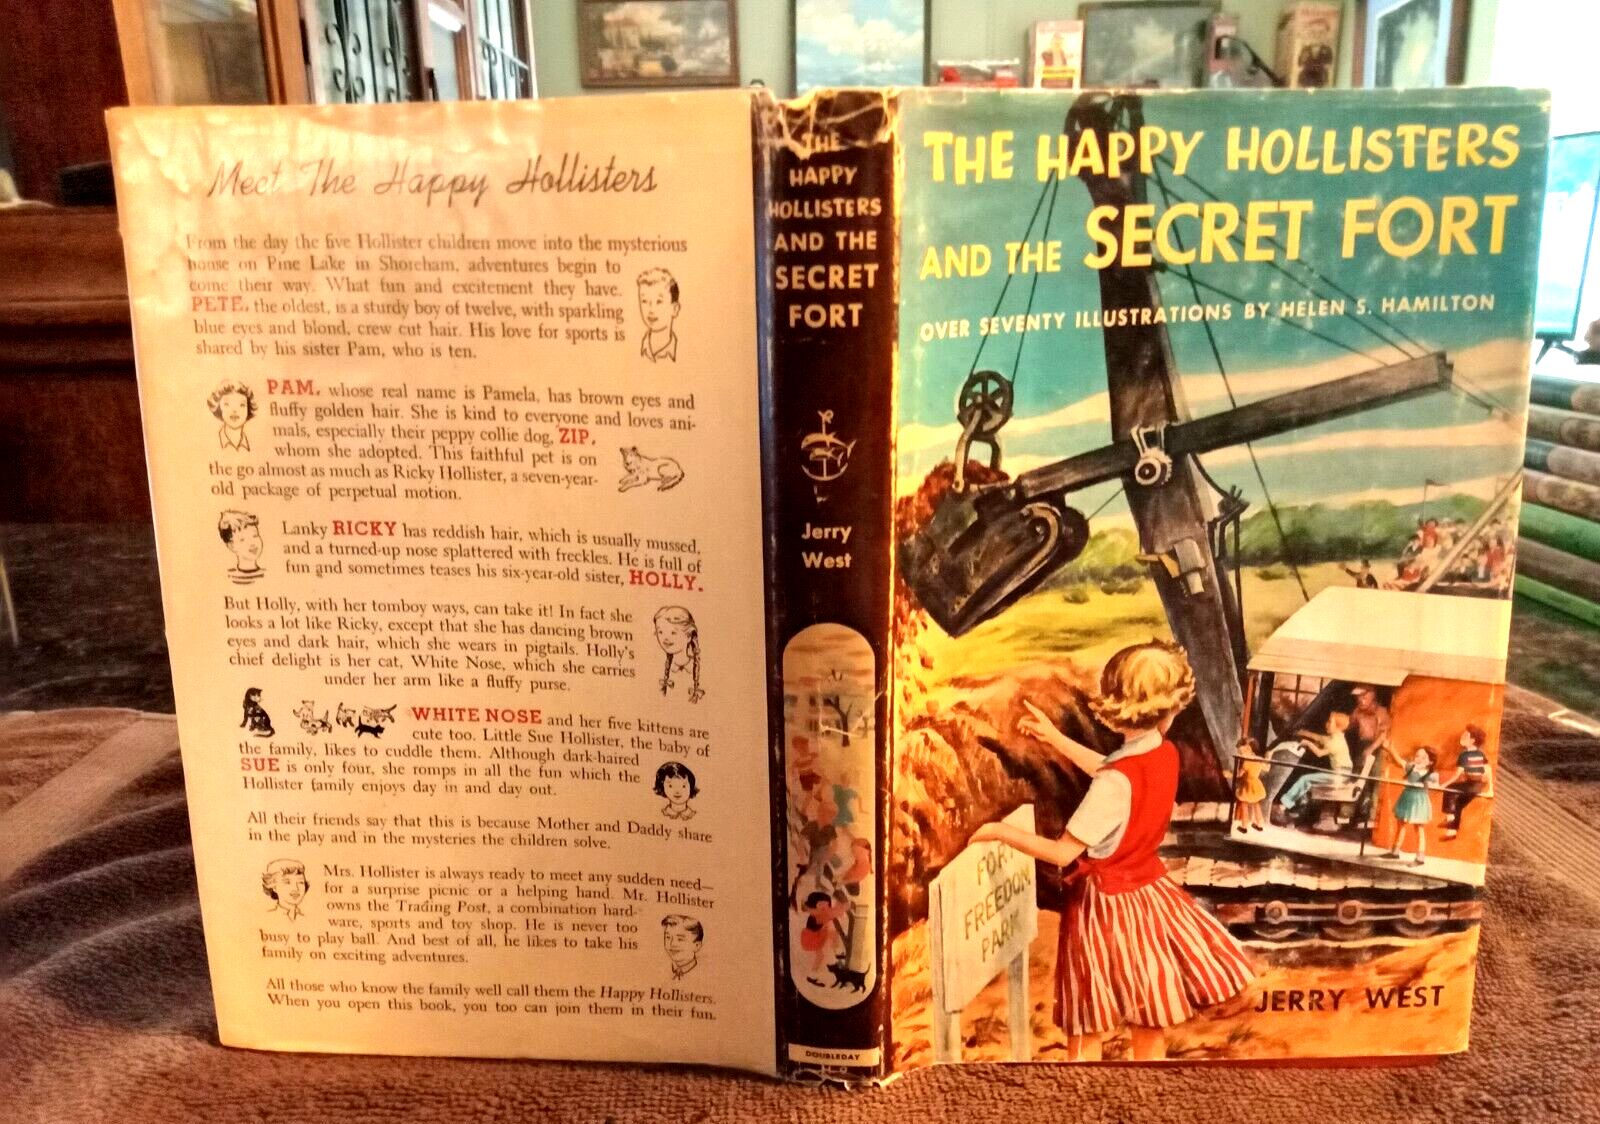 Meet The Happy Hollisters
From the day the five Hollister children move into the mysterious
house on Pine Lake in Shoreham, adventures begin to
come their way. What fun and excitement they have.
PETE, the oldest, is a sturdy boy of twelve, with sparkling
blue eyes and blond, crew cut hair. His love for sports is
shared by his sister Pam, who is ten.
PAM, whose real name is Pamela, has brown eyes and
fluffy golden hair. She is kind to everyone and loves ani-
mals, especially their peppy collie dog, ZIP,
whom she adopted. This faithful pet is on
the go almost as much as Ricky Hollister, a seven-year-
old package of perpetual motion.
Lanky RICKY has reddish hair, which is usually mussed,
and a turned-up nose splattered with freckles. He is full of
fun and sometimes teases his six-year-old sister, HOLLY.
But Holly, with her tomboy ways, can take it! In fact she
looks a lot like Ricky, except that she has dancing brown
eyes and dark hair, which she wears in pigtails. Holly's
chief delight is her cat, White Nose, which she carries
under her arm like a fluffy purse.
WHITE NOSE and her five kittens are
cute too. Little Sue Hollister, the baby of
the family, likes to cuddle them. Although dark-haired
SUE is only four, she romps in all the fun which the
Hollister family enjoys day in and day out.
All their friends say that this is because Mother and Daddy share
in the play and in the mysteries the children solve.
Mrs. Hollister is always ready to meet any sudden need—
for a surprise picnic or a helping hand. Mr. Hollister
owns the Trading Post, a combination hard-
ware, sports and toy shop. He is never too
busy to play ball. And best of all, he likes to take his
family on exciting adventures.
All those who know the family well call them the Happy Hollisters.
When you open this book, you too can join them in their fun.
THE
HAPPY
HOLLISTERS
AND THE
SECRET
FORT
Jerry
West
DOUBLEDAY
THE HAPPY HOLLISTERS
AND THE SECRET FORT
OVER SEVENTY ILLUSTRATIONS BY HELEN S. HAMILTON
FORT
FREEDOM
PARK
JERRY WEST